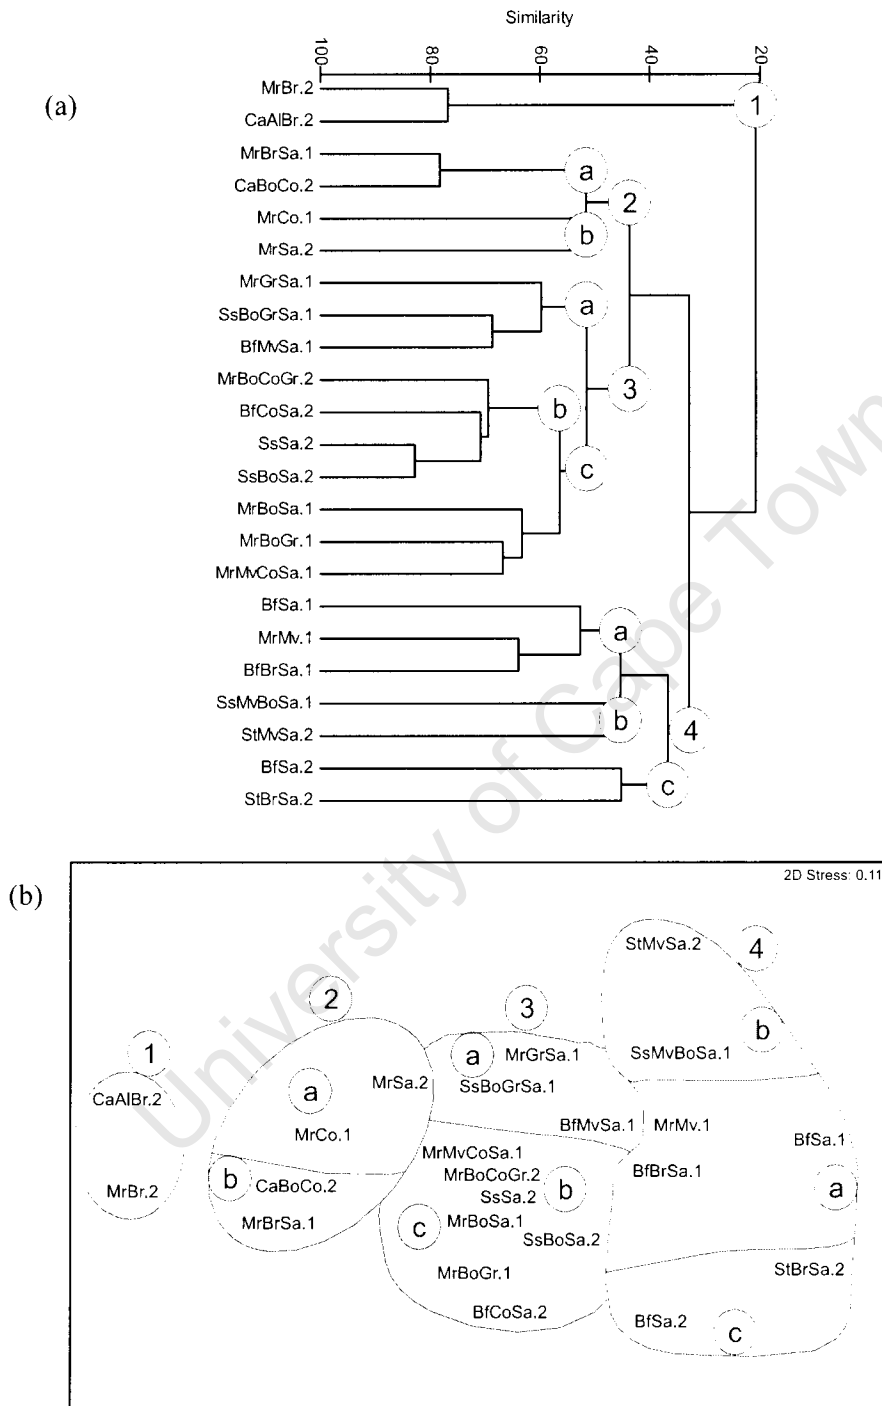 Similarity
100 80 60 40 20
(a)
MrBr.2
1
CaAlBr.2
MrBrSa.1
a
CaBoCo.2
2
MrCo.1
b
MrSa.2
MrGrSa.1
a
SsBoGrSa.1
BfMvSa.1
MrBoCoGr.2
3
b
BfCoSa.2
SsSa.2
c
SsBoSa.2
MrBoSa.1
MrBoGr.1
MrMvCoSa.1
BfSa.1
a
MrMv.1
BfBrSa.1
SsMvBoSa.1
b
4
StMvSa.2
BfSa.2
c
StBrSa.2
University of Cape Town
(b)
2D Stress: 0.11
StMvSa.2 4
2
3
b
1
a MrGrSa.1 SsMvBoSa.1
CaAlBr.2 a MrSa.2 SsBoGrSa.1
MrCo.1 BfMvSa.1 MrMv.1 BfSa.1
MrMvCoSa.1
b CaBoCo.2 MrBoCoGr.2 b BfBrSa.1 a
MrBr.2 SsSa.2
MrBrSa.1 c MrBoSa.1
SsBoSa.2
MrBoGr.1 StBrSa.2
BfCoSa.2 BfSa.2 c